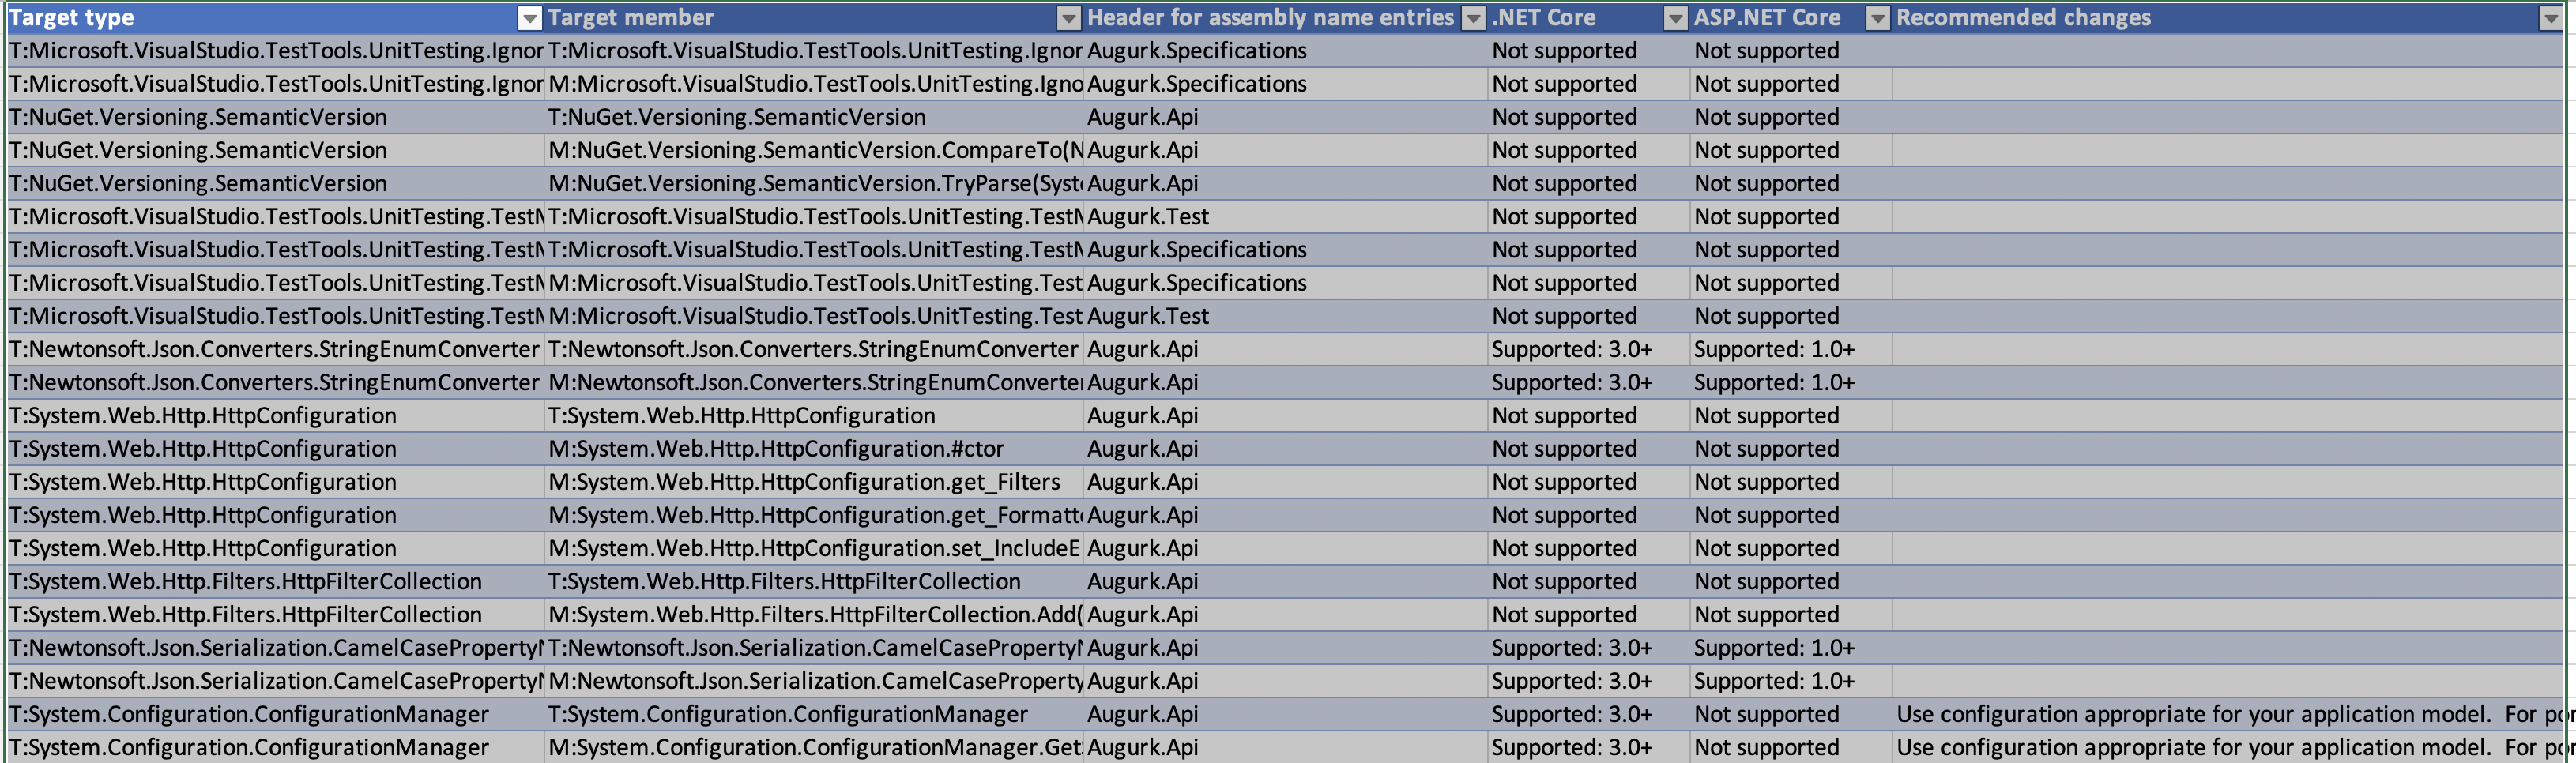 Target type Target member Header for assembly name entries .NET Core ASP.NET Core Recommended changes
T:Microsoft.VisualStudio.TestTools.UnitTesting.Ignor T:Microsoft.VisualStudio.TestTools.UnitTesting.Ignor Augurk.Specifications Not supported Not supported
T:Microsoft.VisualStudio.TestTools.UnitTesting.Ignor M:Microsoft.VisualStudio.TestTools.UnitTesting.Igno Augurk.Specifications Not supported Not supported
T:NuGet.Versioning.SemanticVersion T:NuGet.Versioning.SemanticVersion Augurk.Api Not supported Not supported
T:NuGet.Versioning.SemanticVersion M:NuGet.Versioning.SemanticVersion.CompareTo(N Augurk.Api Not supported Not supported
T:NuGet.Versioning.SemanticVersion M:NuGet.Versioning.SemanticVersion.TryParse(Syste Augurk.Api Not supported Not supported
T:Microsoft.VisualStudio.TestTools.UnitTesting.TestM T:Microsoft.VisualStudio.TestTools.UnitTesting.TestM Augurk.Test Not supported Not supported
T:Microsoft.VisualStudio.TestTools.UnitTesting.TestM T:Microsoft.VisualStudio.TestTools.UnitTesting.TestM Augurk.Specifications Not supported Not supported
T:Microsoft.VisualStudio.TestTools.UnitTesting.TestM M:Microsoft.VisualStudio.TestTools.UnitTesting.Test Augurk.Specifications Not supported Not supported
T:Microsoft.VisualStudio.TestTools.UnitTesting.TestM M:Microsoft.VisualStudio.TestTools.UnitTesting.Test Augurk.Test Not supported Not supported
T:Newtonsoft.Json.Converters.StringEnumConverter T:Newtonsoft.Json.Converters.StringEnumConverter Augurk.Api Supported: 3.0+ Supported: 1.0+
T:Newtonsoft.Json.Converters.StringEnumConverter M:Newtonsoft.Json.Converters.StringEnumConverter Augurk.Api Supported: 3.0+ Supported: 1.0+
T:System.Web.Http.HttpConfiguration T:System.Web.Http.HttpConfiguration Augurk.Api Not supported Not supported
T:System.Web.Http.HttpConfiguration M:System.Web.Http.HttpConfiguration.#ctor Augurk.Api Not supported Not supported
T:System.Web.Http.HttpConfiguration M:System.Web.Http.HttpConfiguration.get_Filters Augurk.Api Not supported Not supported
T:System.Web.Http.HttpConfiguration M:System.Web.Http.HttpConfiguration.get_Formatte Augurk.Api Not supported Not supported
T:System.Web.Http.HttpConfiguration M:System.Web.Http.HttpConfiguration.set_IncludeE Augurk.Api Not supported Not supported
T:System.Web.Http.Filters.HttpFilterCollection T:System.Web.Http.Filters.HttpFilterCollection Augurk.Api Not supported Not supported
T:System.Web.Http.Filters.HttpFilterCollection M:System.Web.Http.Filters.HttpFilterCollection.Add( Augurk.Api Not supported Not supported
T:Newtonsoft.Json.Serialization.CamelCasePropertyN T:Newtonsoft.Json.Serialization.CamelCasePropertyN Augurk.Api Supported: 3.0+ Supported: 1.0+
T:Newtonsoft.Json.Serialization.CamelCasePropertyN M:Newtonsoft.Json.Serialization.CamelCaseProperty Augurk.Api Supported: 3.0+ Supported: 1.0+
T:System.Configuration.ConfigurationManager T:System.Configuration.ConfigurationManager Augurk.Api Supported: 3.0+ Not supported Use configuration appropriate for your application model. For por
T:System.Configuration.ConfigurationManager M:System.Configuration.ConfigurationManager.GetS Augurk.Api Supported: 3.0+ Not supported Use configuration appropriate for your application model. For por